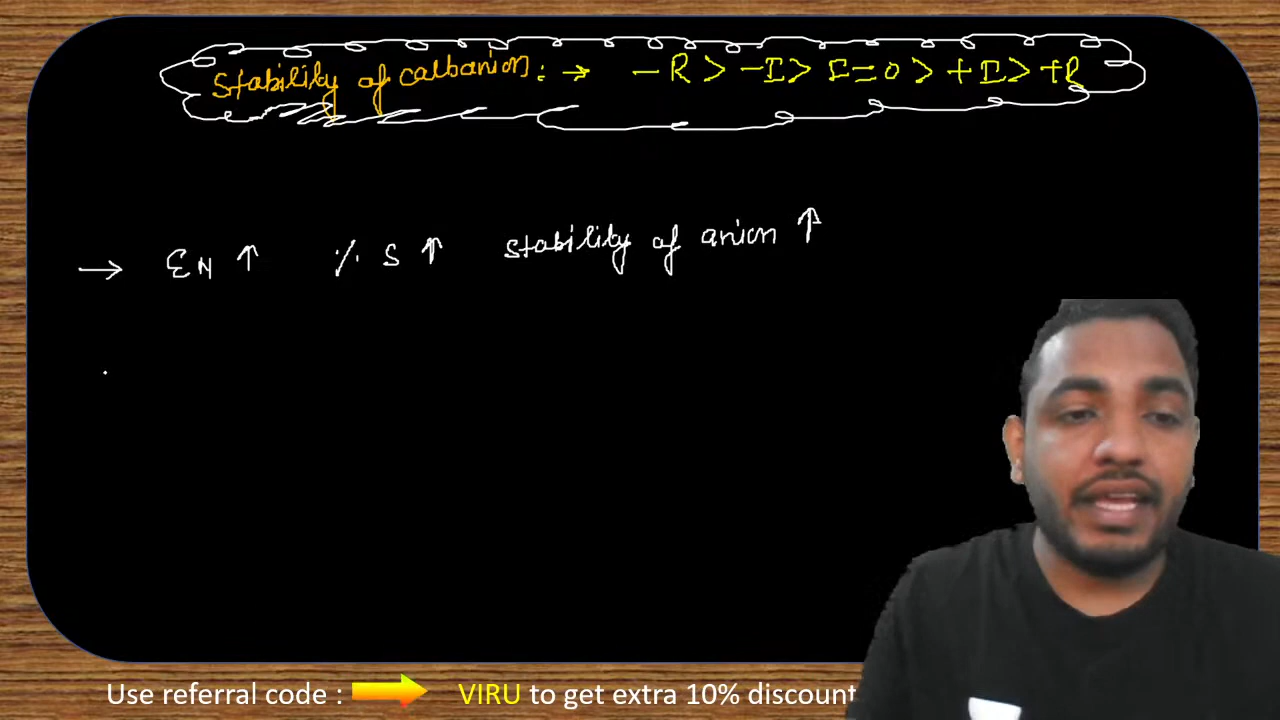 Stability of carbanion : → -R > -I > I=0 > +I > +R
→ EN ↑ % S ↑ stability of anion ↑
Use referral code : VIRU to get extra 10% discount